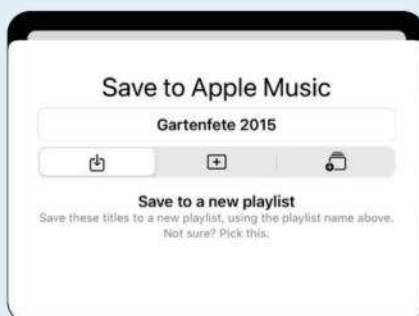 Save to Apple Music
Gartenfete 2015
Save to a new playlist
Save these titles to a new playlist, using the playlist name above.
Not sure? Pick this.